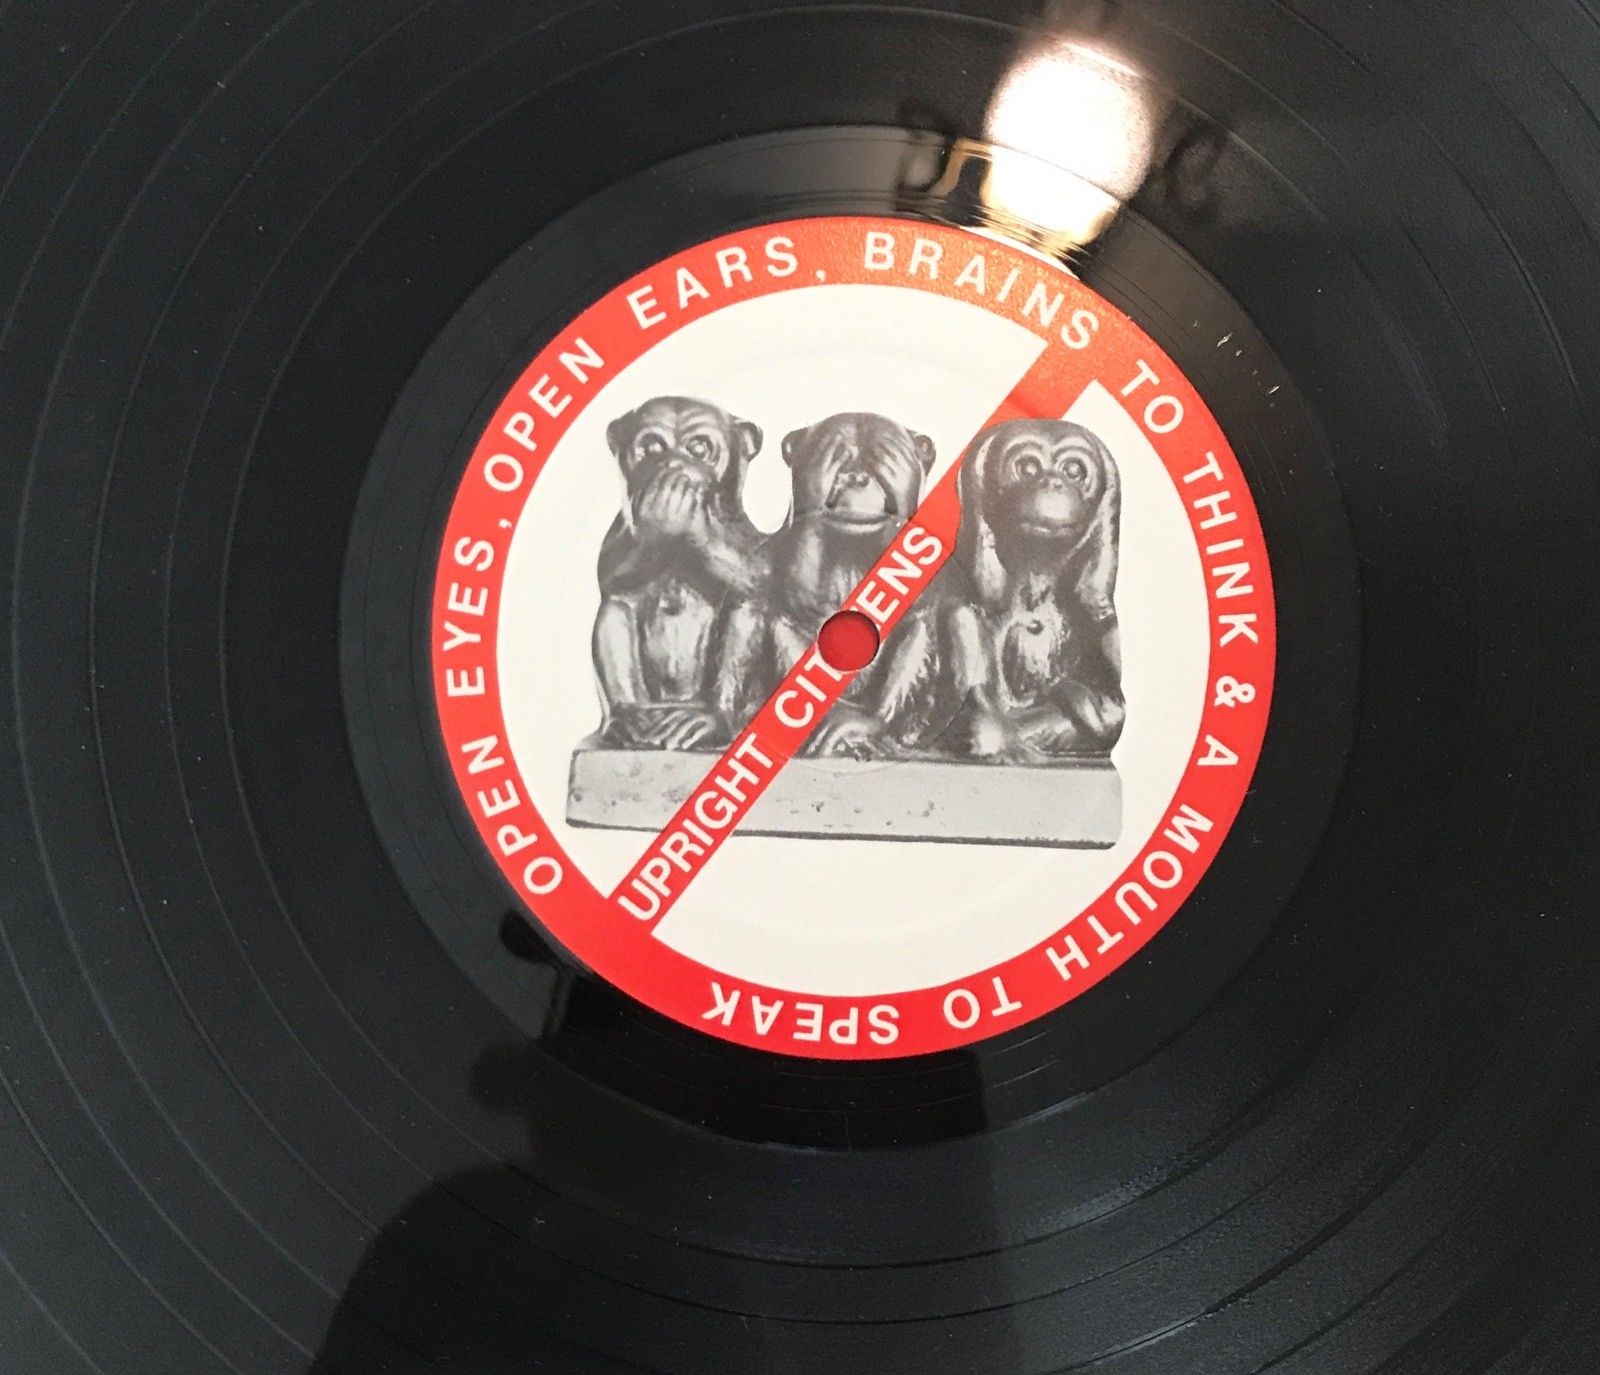 OPEN EYES, OPEN EARS, BRAINS TO THINK & A MOUTH TO SPEAK
UPRIGHT CITIZENS